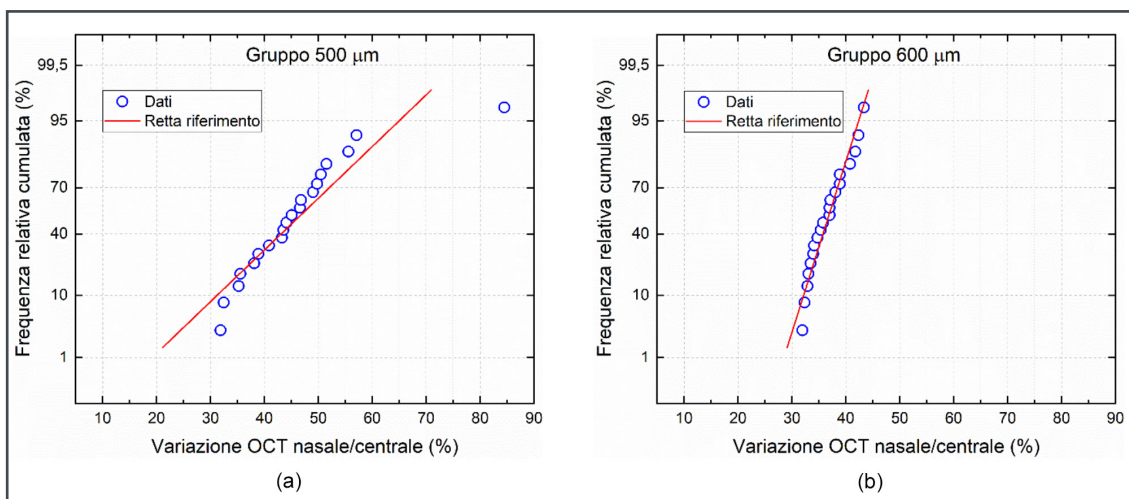 Gruppo 500 μm
99,5
95
70
40
10
1
Frequenza relativa cumulata (%)
Dati
Retta riferimento
10 20 30 40 50 60 70 80 90
Variazione OCT nasale/centrale (%)
(a)
Gruppo 600 μm
99,5
95
70
40
10
1
Frequenza relativa cumulata (%)
Dati
Retta riferimento
10 20 30 40 50 60 70 80 90
Variazione OCT nasale/centrale (%)
(b)